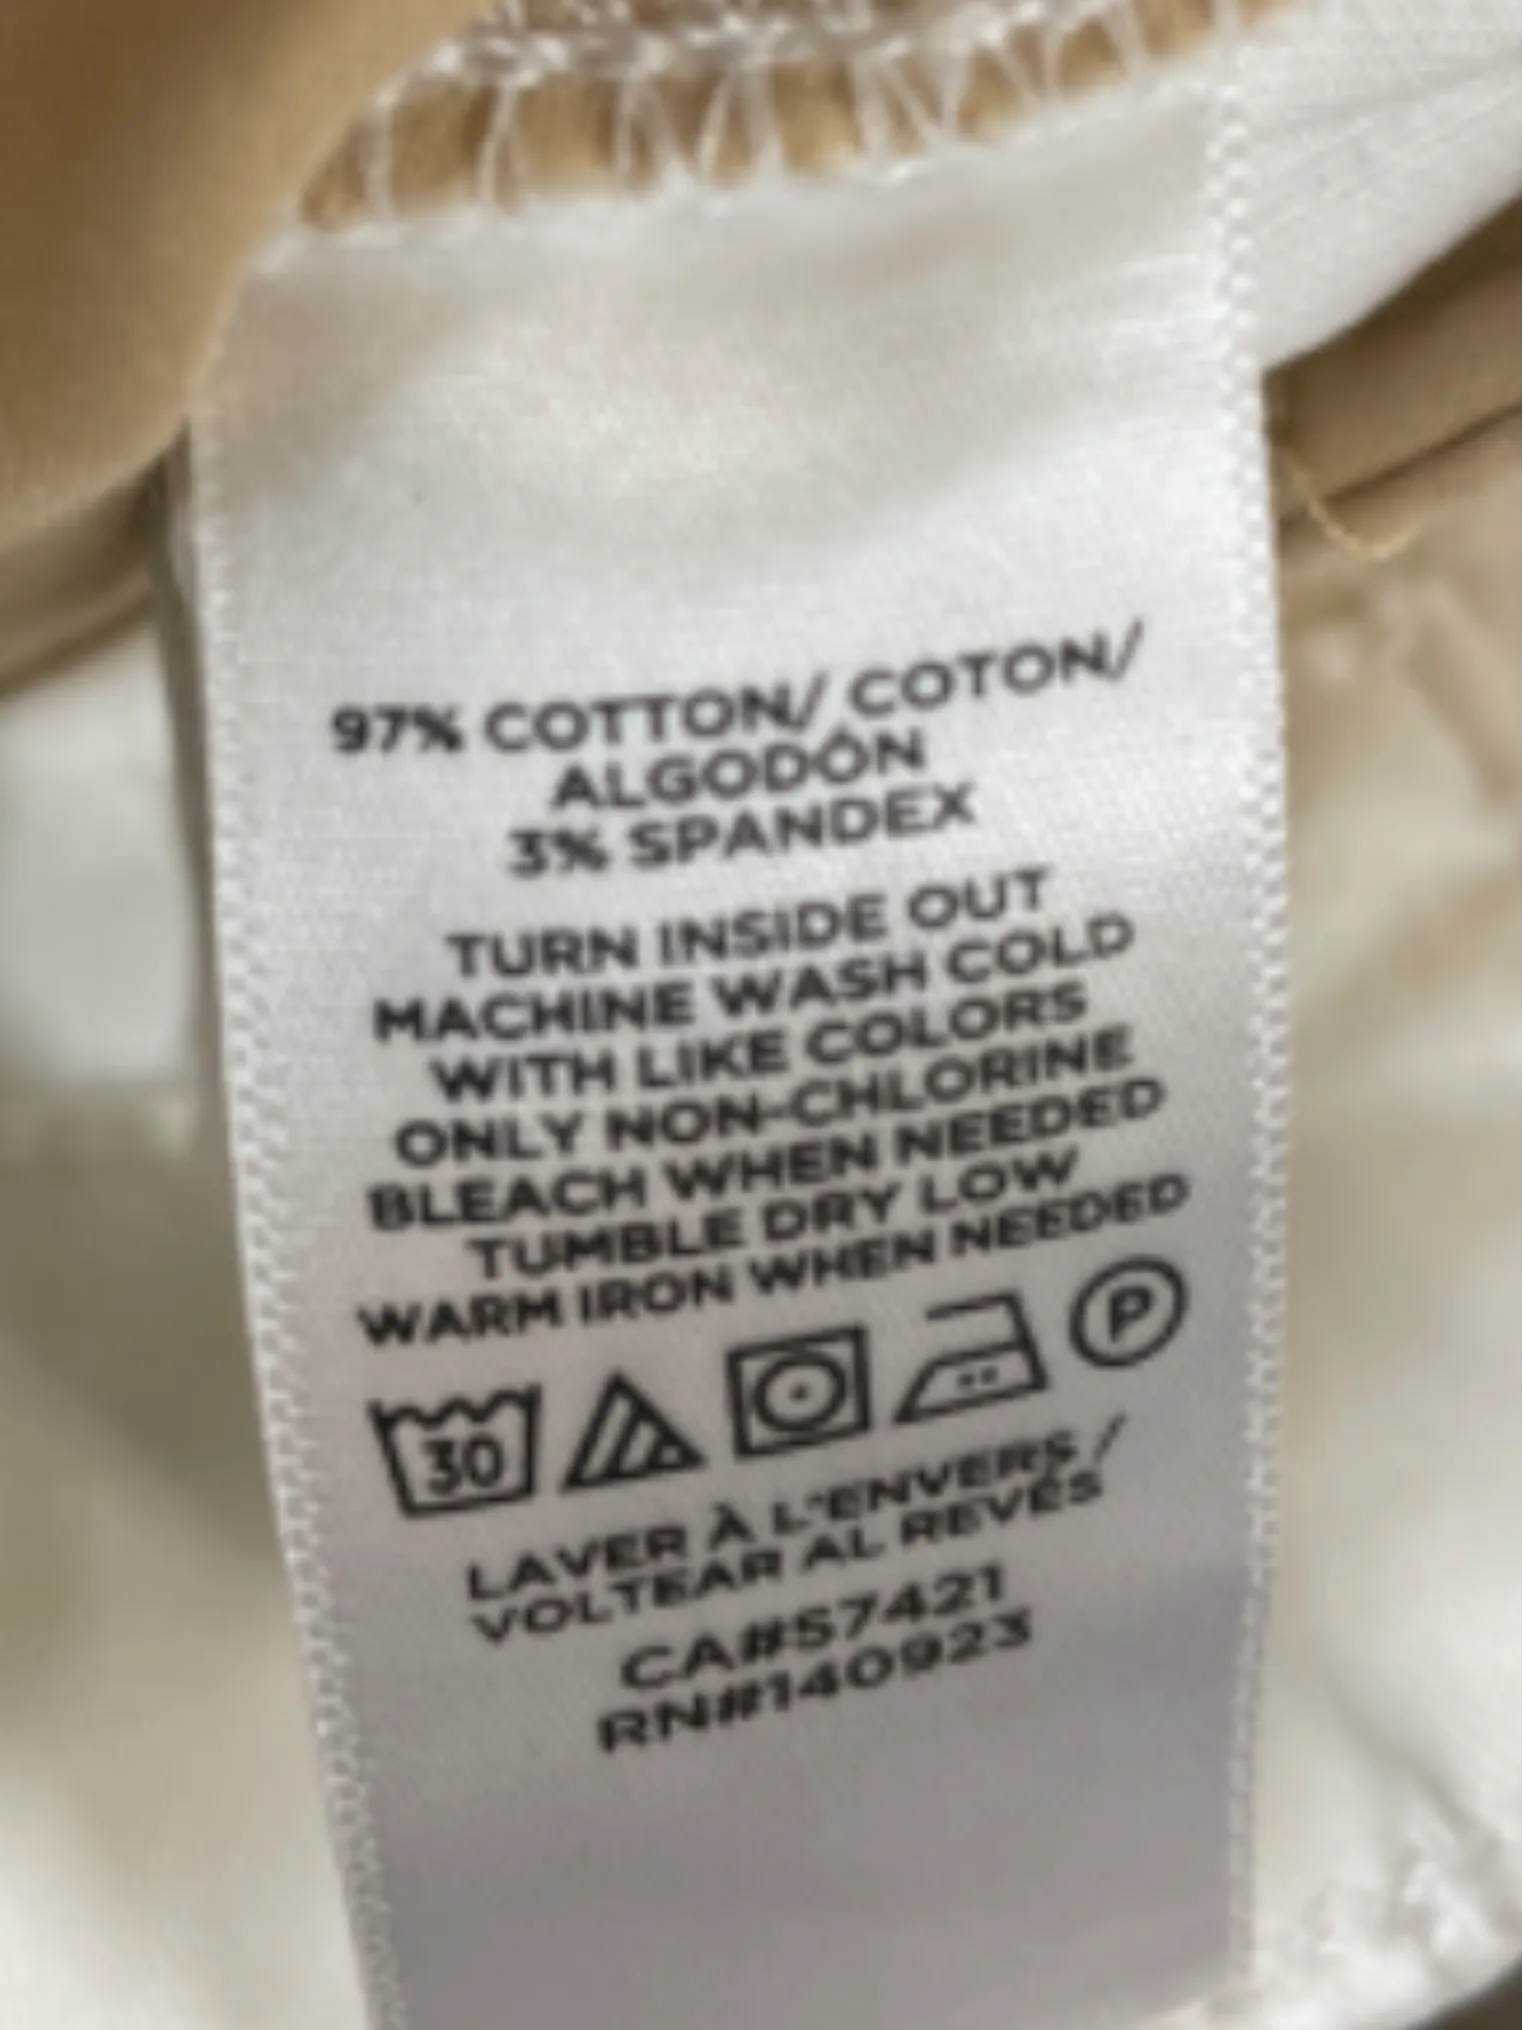 97% COTTON/ COTON/
ALGODÓN
3% SPANDEX
TURN INSIDE OUT
MACHINE WASH COLD
WITH LIKE COLORS
ONLY NON-CHLORINE
BLEACH WHEN NEEDED
TUMBLE DRY LOW
WARM IRON WHEN NEEDED
30 P
LAVER À L'ENVERS /
VOLTEAR AL REVÉS
CA#57421
RN#140923